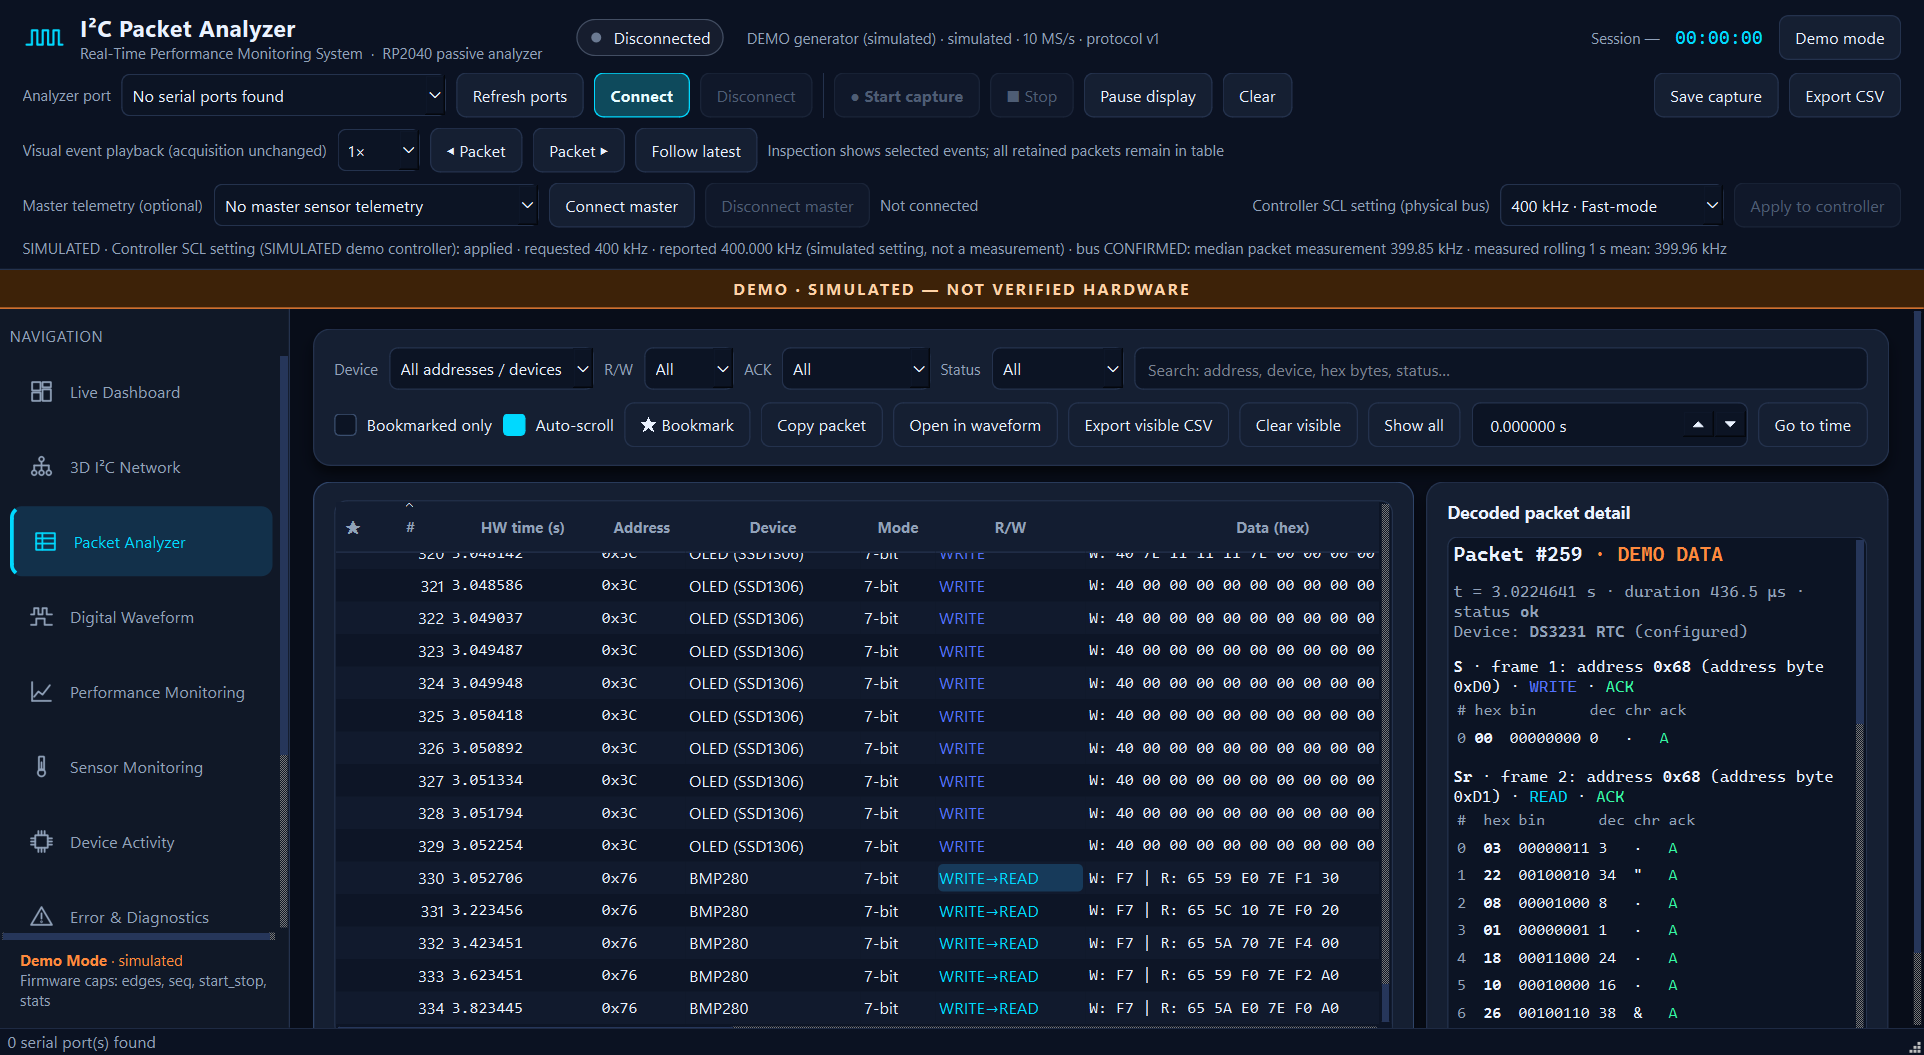 I²C Packet Analyzer
Real-Time Performance Monitoring System · RP2040 passive analyzer
Disconnected
DEMO generator (simulated) · simulated · 10 MS/s · protocol v1
Session —
00:00:00
Demo mode
Analyzer port
No serial ports found
Refresh ports
Connect
Disconnect
● Start capture
■ Stop
Pause display
Clear
Save capture
Export CSV
Visual event playback (acquisition unchanged)
1×
◂ Packet
Packet ▸
Follow latest
Inspection shows selected events; all retained packets remain in table
Master telemetry (optional)
No master sensor telemetry
Connect master
Disconnect master
Not connected
Controller SCL setting (physical bus)
400 kHz · Fast-mode
Apply to controller
SIMULATED · Controller SCL setting (SIMULATED demo controller): applied · requested 400 kHz · reported 400.000 kHz (simulated setting, not a measurement) · bus CONFIRMED: median packet measurement 399.85 kHz · measured rolling 1 s mean: 399.96 kHz
DEMO · SIMULATED — NOT VERIFIED HARDWARE
NAVIGATION
Live Dashboard
3D I²C Network
Packet Analyzer
Digital Waveform
Performance Monitoring
Sensor Monitoring
Device Activity
Error & Diagnostics
Demo Mode · simulated
Firmware caps: edges, seq, start_stop,
stats
Device
All addresses / devices
R/W
All
ACK
All
Status
All
Search: address, device, hex bytes, status...
Bookmarked only
Auto-scroll
★ Bookmark
Copy packet
Open in waveform
Export visible CSV
Clear visible
Show all
0.000000 s
Go to time
★ # HW time (s) Address Device Mode R/W Data (hex)
320 3.048142 0x3C OLED (SSD1306) 7-bit WRITE W: 40 7E 11 11 11 7E 00 00 00 00
321 3.048586 0x3C OLED (SSD1306) 7-bit WRITE W: 40 00 00 00 00 00 00 00 00 00
322 3.049037 0x3C OLED (SSD1306) 7-bit WRITE W: 40 00 00 00 00 00 00 00 00 00
323 3.049487 0x3C OLED (SSD1306) 7-bit WRITE W: 40 00 00 00 00 00 00 00 00 00
324 3.049948 0x3C OLED (SSD1306) 7-bit WRITE W: 40 00 00 00 00 00 00 00 00 00
325 3.050418 0x3C OLED (SSD1306) 7-bit WRITE W: 40 00 00 00 00 00 00 00 00 00
326 3.050892 0x3C OLED (SSD1306) 7-bit WRITE W: 40 00 00 00 00 00 00 00 00 00
327 3.051334 0x3C OLED (SSD1306) 7-bit WRITE W: 40 00 00 00 00 00 00 00 00 00
328 3.051794 0x3C OLED (SSD1306) 7-bit WRITE W: 40 00 00 00 00 00 00 00 00 00
329 3.052254 0x3C OLED (SSD1306) 7-bit WRITE W: 40 00 00 00 00 00 00 00 00 00
330 3.052706 0x76 BMP280 7-bit WRITE→READ W: F7 | R: 65 59 E0 7E F1 30
331 3.223456 0x76 BMP280 7-bit WRITE→READ W: F7 | R: 65 5C 10 7E F0 20
332 3.423451 0x76 BMP280 7-bit WRITE→READ W: F7 | R: 65 5A 70 7E F4 00
333 3.623451 0x76 BMP280 7-bit WRITE→READ W: F7 | R: 65 59 F0 7E F2 A0
334 3.823445 0x76 BMP280 7-bit WRITE→READ W: F7 | R: 65 5A E0 7E F0 A0
Decoded packet detail
Packet #259 · DEMO DATA
t = 3.0224641 s · duration 436.5 µs ·
status ok
Device: DS3231 RTC (configured)
S · frame 1: address 0x68 (address byte
0xD0) · WRITE · ACK
# hex bin dec chr ack
0 00 00000000 0 · A
Sr · frame 2: address 0x68 (address byte
0xD1) · READ · ACK
# hex bin dec chr ack
0 03 00000011 3 · A
1 22 00100010 34 " A
2 08 00001000 8 · A
3 01 00000001 1 · A
4 18 00011000 24 · A
5 10 00010000 16 · A
6 26 00100110 38 & A
0 serial port(s) found